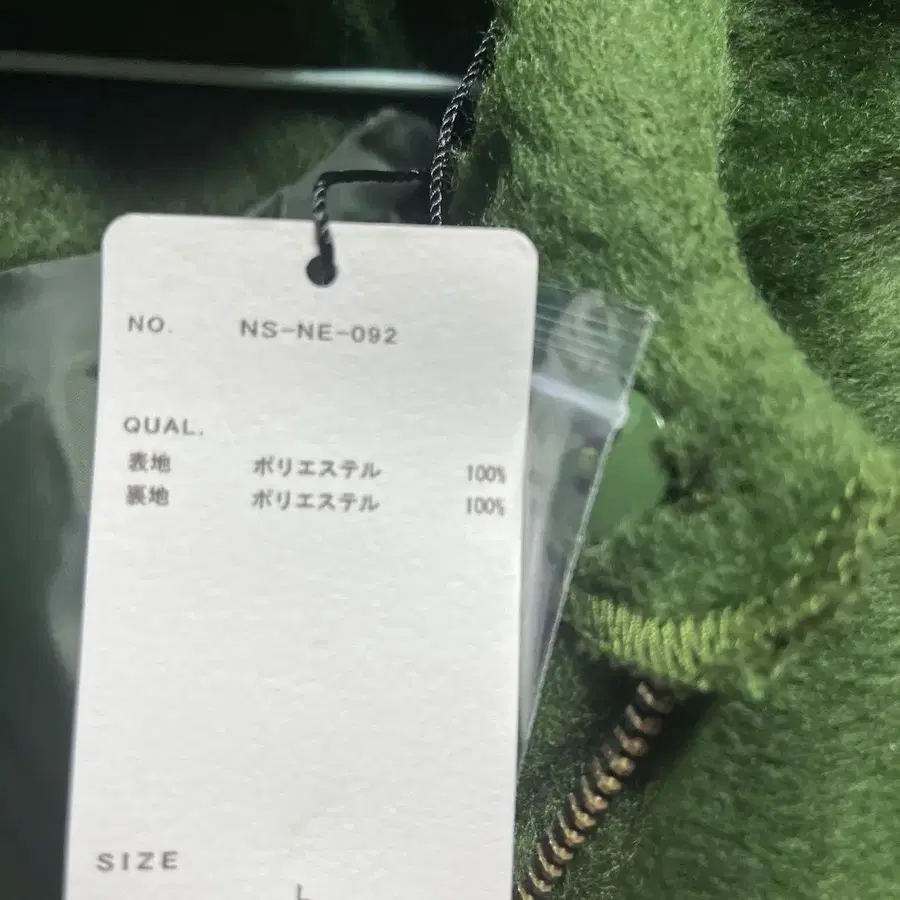 NO. NS-NE-092
QUAL.
表地 ポリエステル 100%
裏地 ポリエステル 100%
SIZE
L